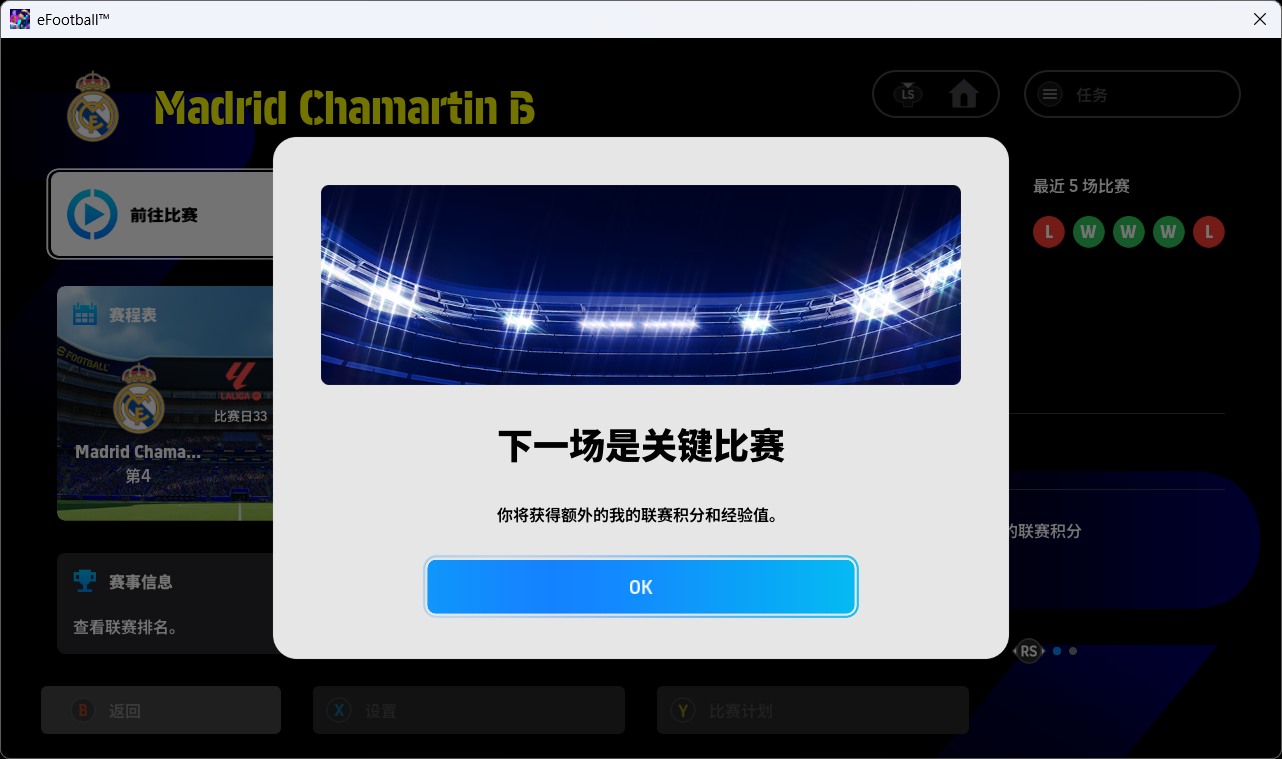 eFootball™
Madrid Chamartin B
LS
任务
前往比赛
最近 5 场比赛
L W W W L
赛程表
EFOOTBALL
LALIGA
比赛日33
Madrid Chama...
第4
下一场是关键比赛
你将获得额外的我的联赛积分和经验值。
OK
的联赛积分
赛事信息
查看联赛排名。
RS
B 返回
X 设置
Y 比赛计划